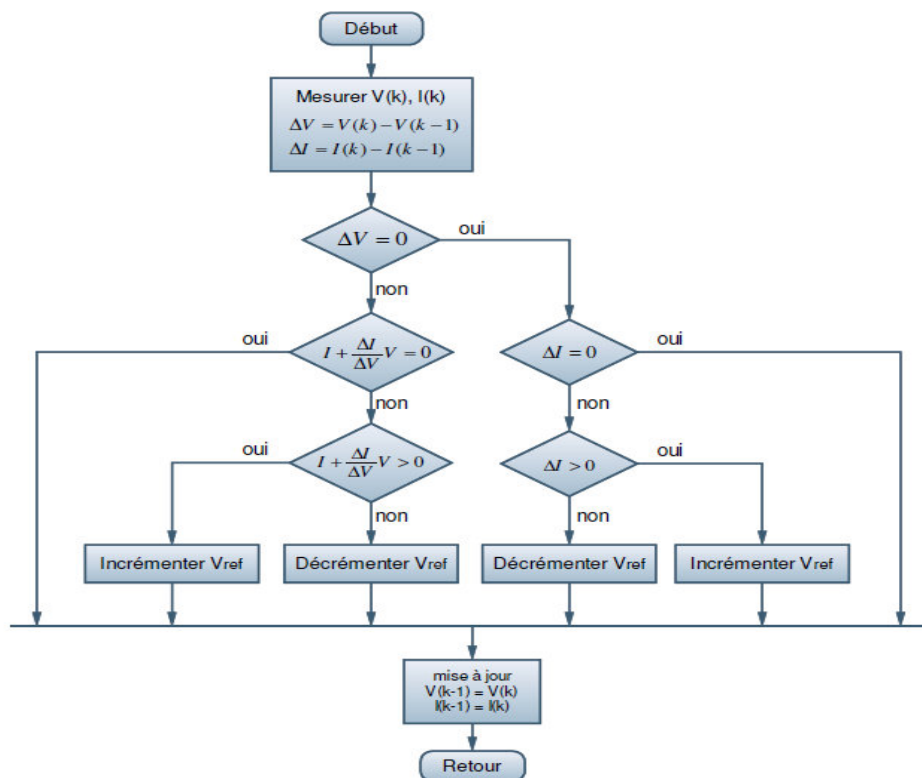 Début
Mesurer V(k), I(k)
ΔV = V(k) − V(k − 1)
ΔI = I(k) − I(k − 1)
ΔV = 0
oui
non
oui
I + ΔI/ΔV V = 0
ΔI = 0
oui
non
non
oui
I + ΔI/ΔV V > 0
ΔI > 0
oui
non
non
Incrémenter Vref
Décrémenter Vref
Décrémenter Vref
Incrémenter Vref
mise à jour
V(k-1) = V(k)
I(k-1) = I(k)
Retour